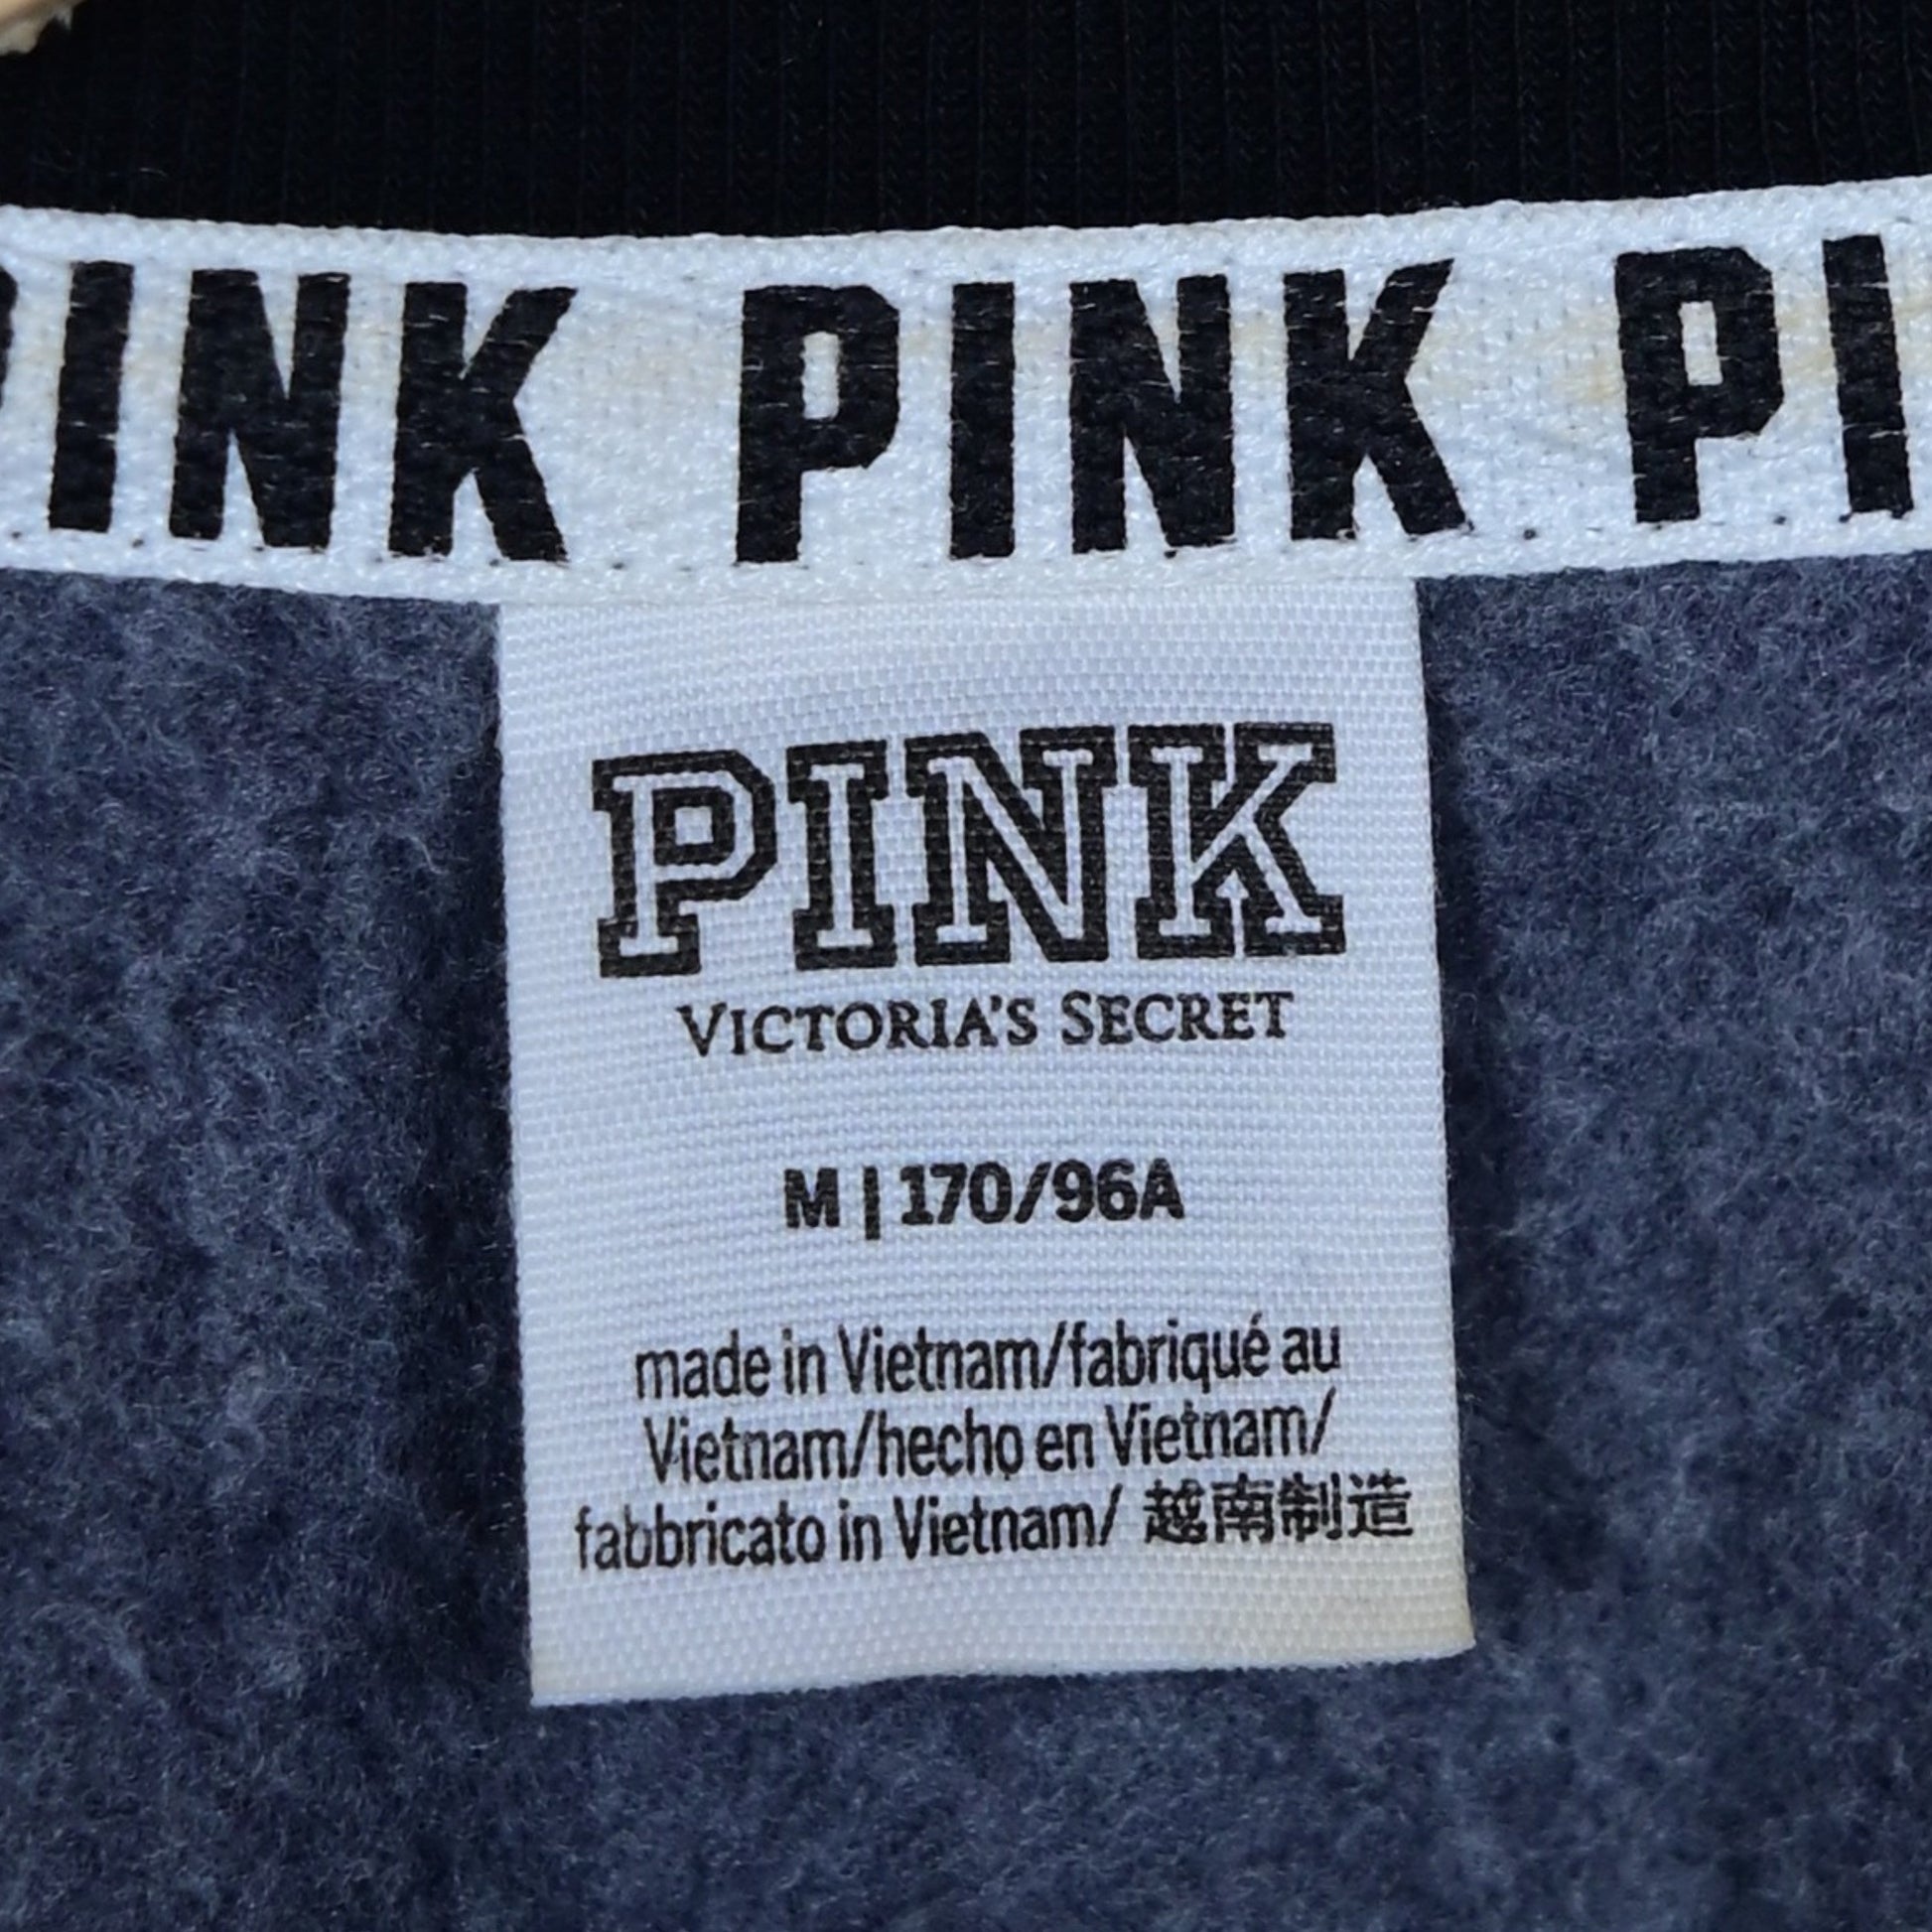 PINK PINK PI
PINK
VICTORIA'S SECRET
M | 170/96A
made in Vietnam/fabriqué au
Vietnam/hecho en Vietnam/
fabbricato in Vietnam/ 越南制造